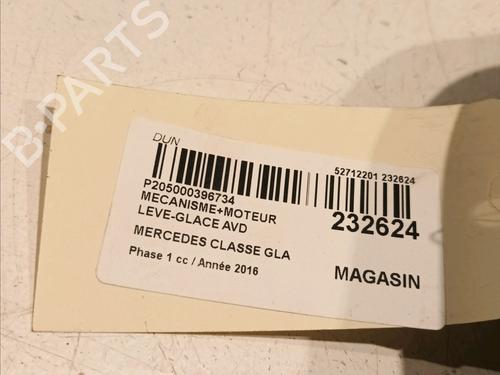 B-PARTS
DUN
52712201 232624
P205000396734
MECANISME+MOTEUR
LEVE-GLACE AVD
232624
MERCEDES CLASSE GLA
Phase 1 cc / Année 2016
MAGASIN